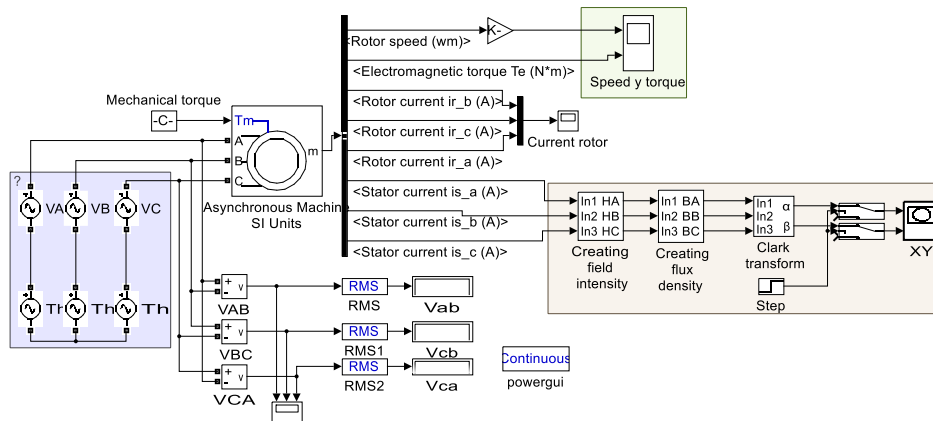 K-
<Rotor speed (wm)>
<Electromagnetic torque Te (N*m)>
Speed y torque
Mechanical torque
-C-
Tm
A
B
C
m
Asynchronous Machine
SI Units
<Rotor current ir_b (A)>
<Rotor current ir_c (A)>
<Rotor current ir_a (A)>
Current rotor
<Stator current is_a (A)>
<Stator current is_b (A)>
<Stator current is_c (A)>
?
VA
VB
VC
Th
Th
Th
In1 HA
In2 HB
In3 HC
Creating
field
intensity
In1 BA
In2 BB
In3 BC
Creating
flux
density
In1
In2
In3
α
β
Clark
transform
Step
XY
+
-
v
VAB
RMS
RMS
Vab
+
-
v
VBC
RMS
RMS1
Vcb
+
-
v
VCA
RMS
RMS2
Vca
Continuous
powergui